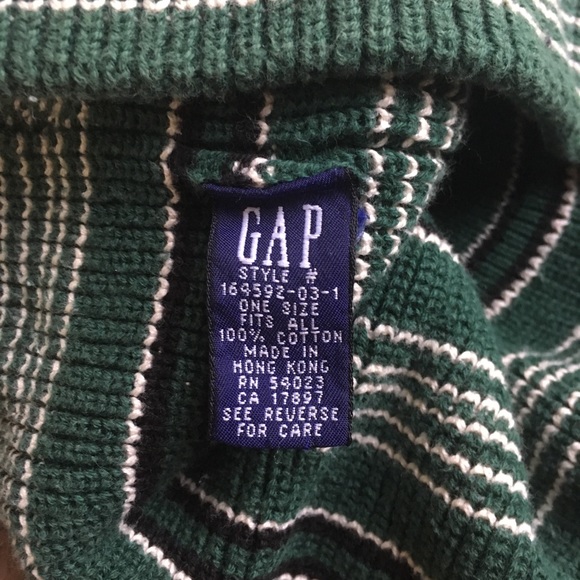 GAP
STYLE #
164592-03-1
ONE SIZE
FITS ALL
100% COTTON
MADE IN
HONG KONG
RN 54023
CA 17897
SEE REVERSE
FOR CARE